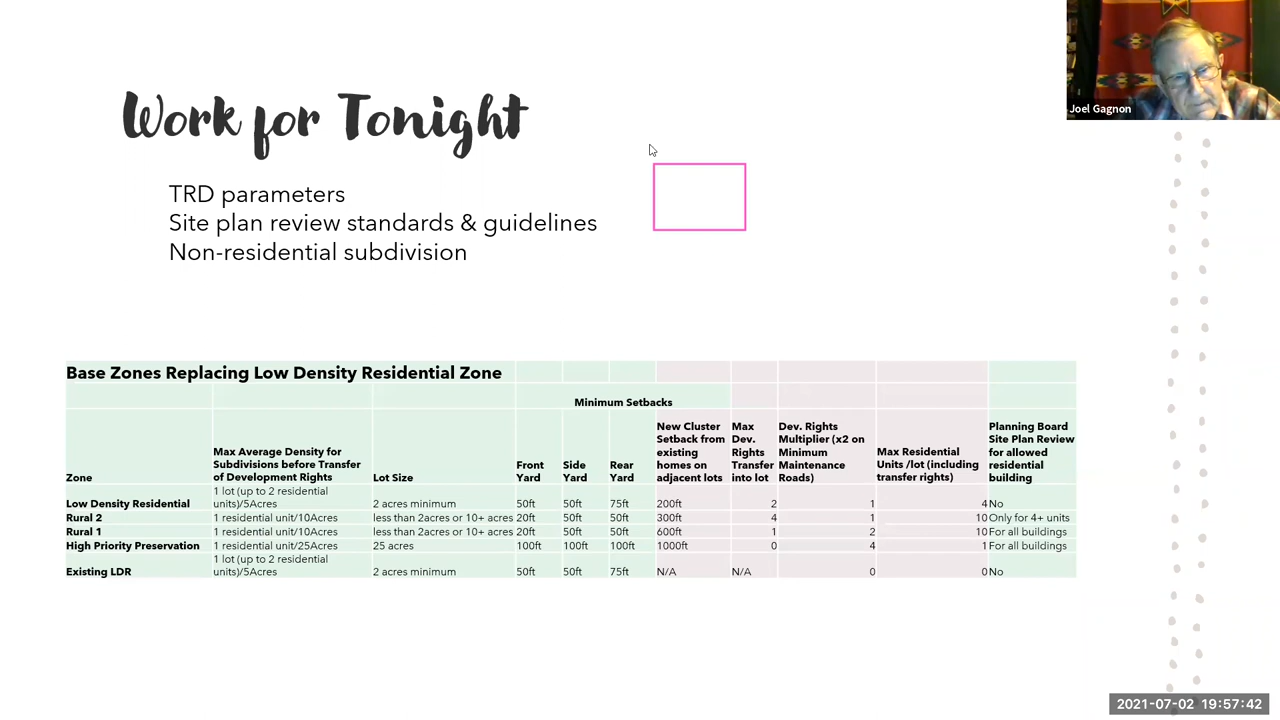 Work for Tonight
Joel Gagnon
TRD parameters
Site plan review standards & guidelines
Non-residential subdivision
Base Zones Replacing Low Density Residential Zone
Minimum Setbacks
Zone | Max Average Density for Subdivisions before Transfer of Development Rights | Lot Size | Front Yard | Side Yard | Rear Yard | New Cluster Setback from existing homes on adjacent lots | Max Dev. Rights Transfer into lot | Dev. Rights Multiplier (x2 on Minimum Maintenance Roads) | Max Residential Units /lot (including transfer rights) | Planning Board Site Plan Review for allowed residential building
Low Density Residential | 1 lot (up to 2 residential units)/5Acres | 2 acres minimum | 50ft | 50ft | 75ft | 200ft | 2 | 1 | 4 | No
Rural 2 | 1 residential unit/10Acres | less than 2acres or 10+ acres | 20ft | 50ft | 50ft | 300ft | 4 | 1 | 10 | Only for 4+ units
Rural 1 | 1 residential unit/10Acres | less than 2acres or 10+ acres | 20ft | 50ft | 50ft | 600ft | 1 | 2 | 10 | For all buildings
High Priority Preservation | 1 residential unit/25Acres | 25 acres | 100ft | 100ft | 100ft | 1000ft | 0 | 4 | 1 | For all buildings
Existing LDR | 1 lot (up to 2 residential units)/5Acres | 2 acres minimum | 50ft | 50ft | 75ft | N/A | N/A | 0 | 0 | No
2021-07-02 19:57:42